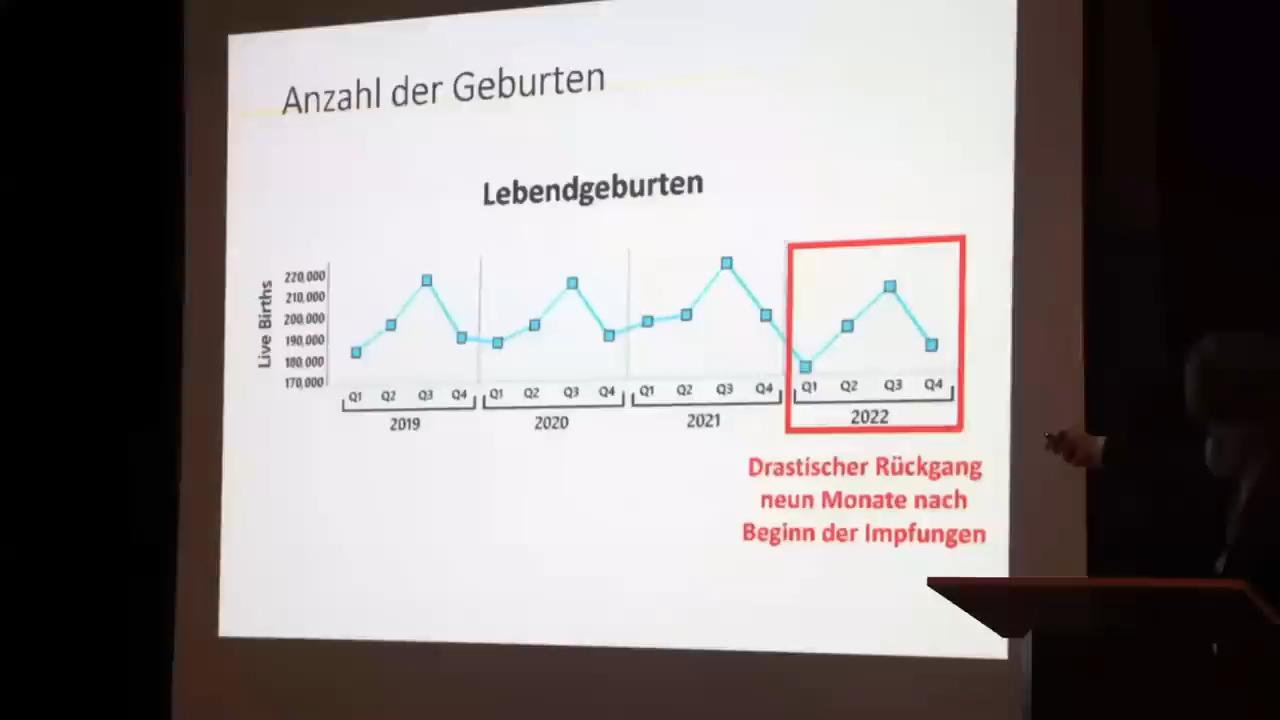 Anzahl der Geburten
Lebendgeburten
Live Births
220,000
210,000
200,000
190,000
180,000
170,000
Q1 Q2 Q3 Q4 Q1 Q2 Q3 Q4 Q1 Q2 Q3 Q4 Q1 Q2 Q3 Q4
2019 2020 2021 2022
Drastischer Rückgang
neun Monate nach
Beginn der Impfungen